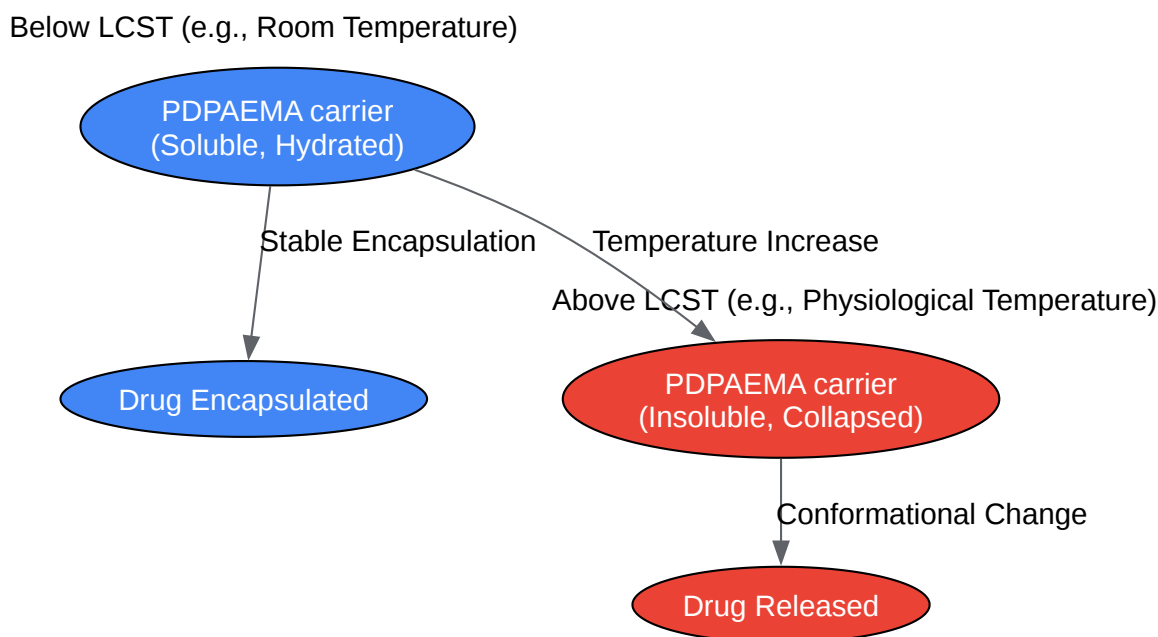 Below LCST (e.g., Room Temperature)
PDPAEMA carrier
(Soluble, Hydrated)
Stable Encapsulation
Temperature Increase
Above LCST (e.g., Physiological Temperature)
Drug Encapsulated
PDPAEMA carrier
(Insoluble, Collapsed)
Conformational Change
Drug Released